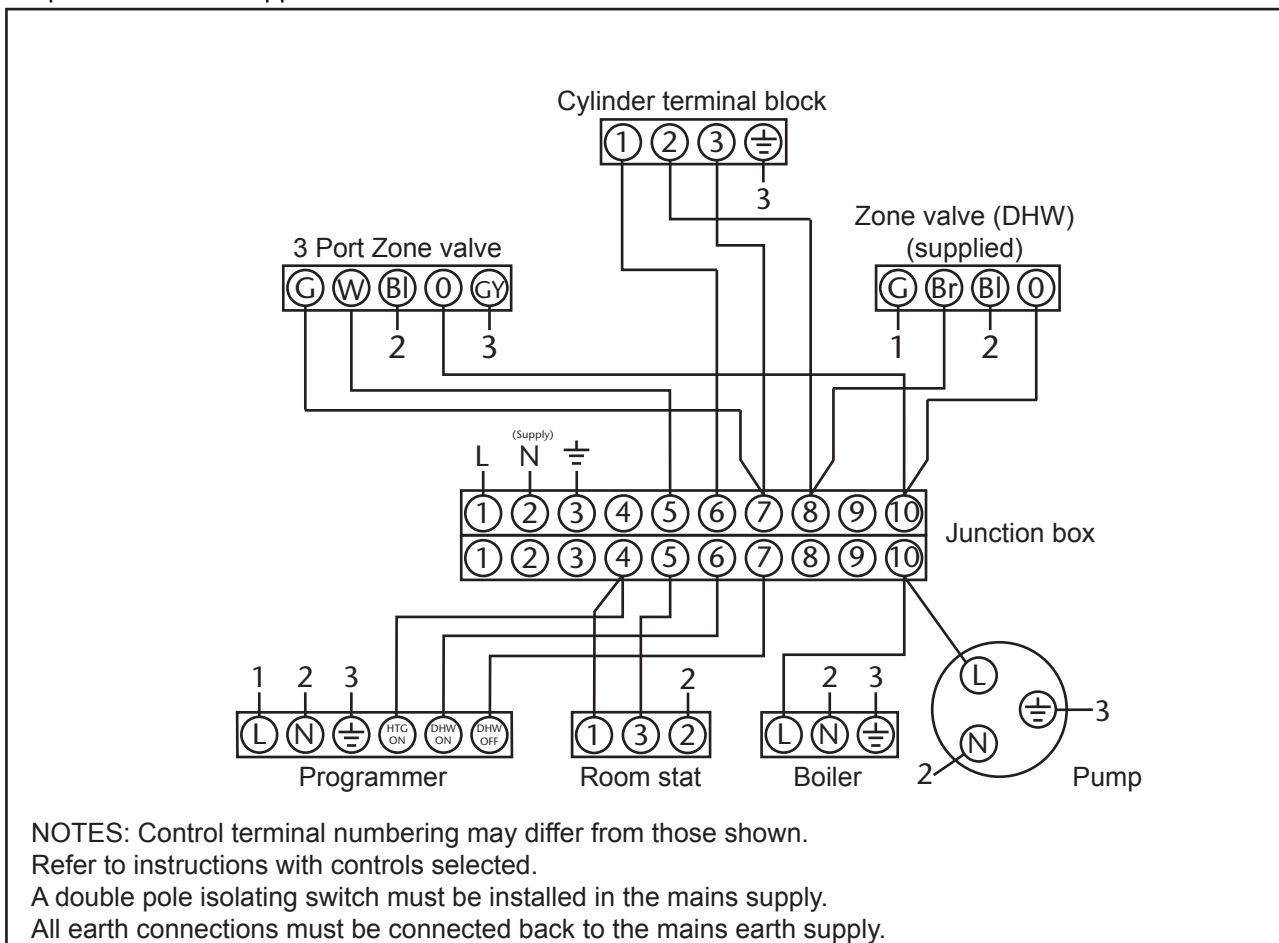 Cylinder terminal block
1 2 3
3
Zone valve (DHW)
(supplied)
3 Port Zone valve
G W Bl 0 GY
G Br Bl 0
2 3
1 2
(Supply)
L N
1 2 3 4 5 6 7 8 9 10
Junction box
1 2 3 4 5 6 7 8 9 10
1 2 3
2
2 3
L
3
L N HTG ON DHW ON DHW OFF
1 3 2
L N
N
2
Programmer
Room stat
Boiler
Pump
NOTES: Control terminal numbering may differ from those shown.
Refer to instructions with controls selected.
A double pole isolating switch must be installed in the mains supply.
All earth connections must be connected back to the mains earth supply.